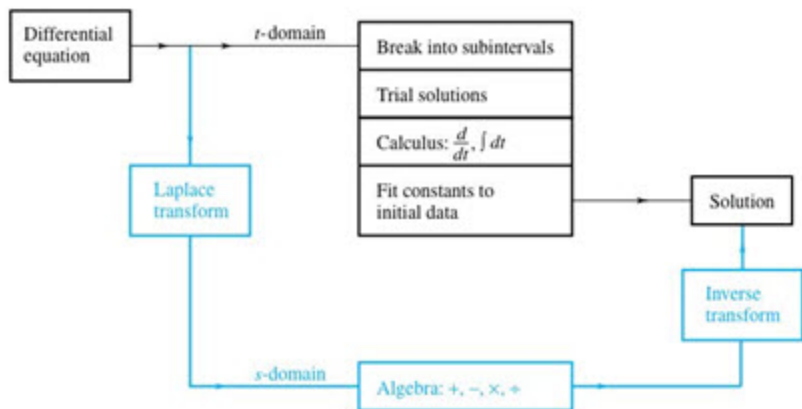 Differential
equation
t-domain
Break into subintervals
Trial solutions
Calculus: d/dt, ∫ dt
Fit constants to
initial data
Solution
Laplace
transform
Inverse
transform
s-domain
Algebra: +, −, ×, ÷